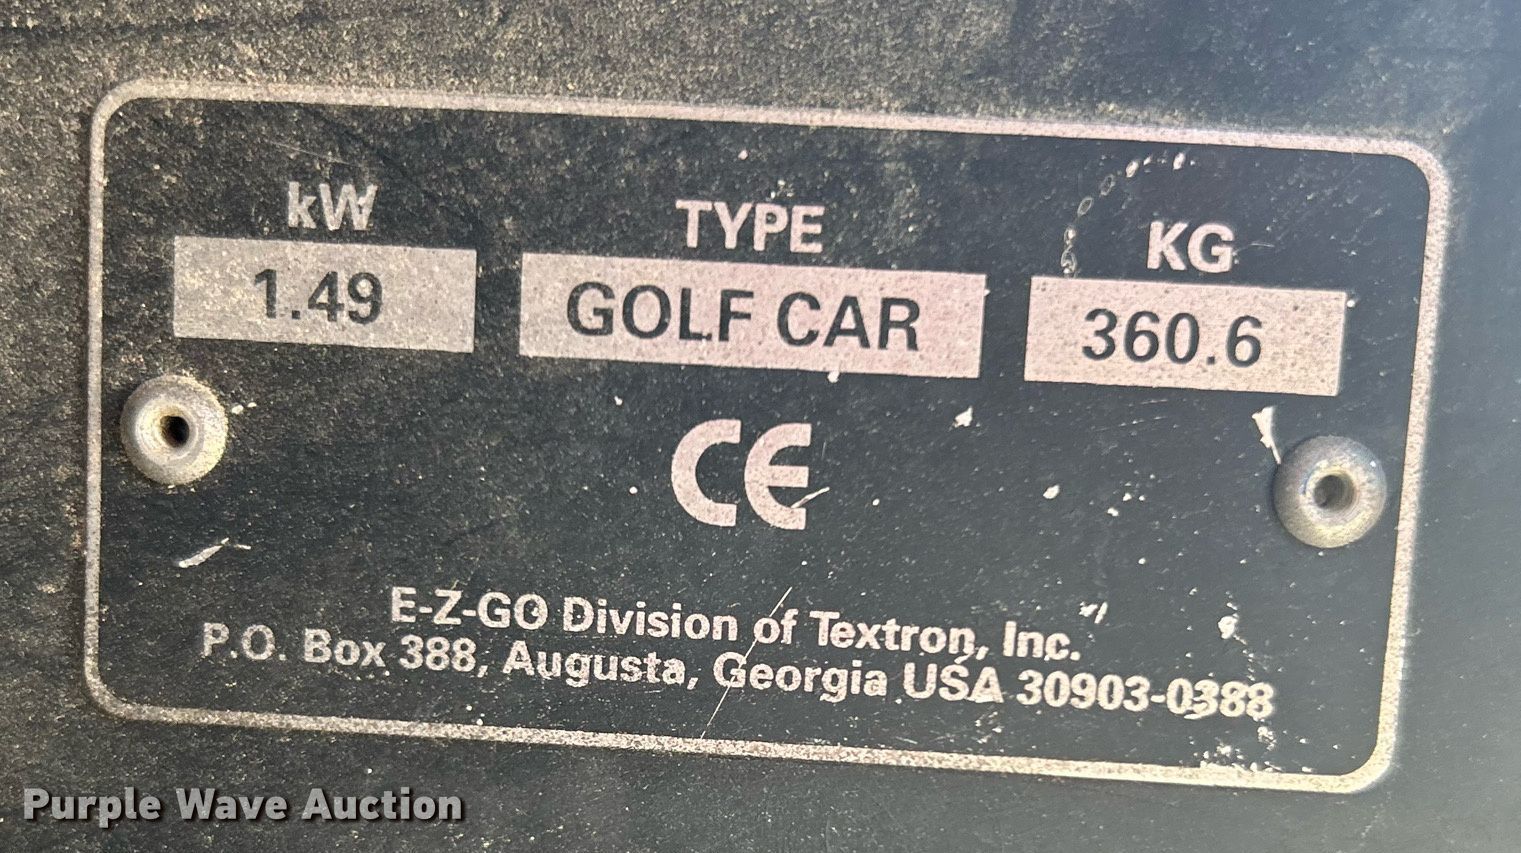 kW TYPE KG
1.49 GOLF CAR 360.6
CE
E-Z-GO Division of Textron, Inc.
P.O. Box 388, Augusta, Georgia USA 30903-0388
Purple Wave Auction